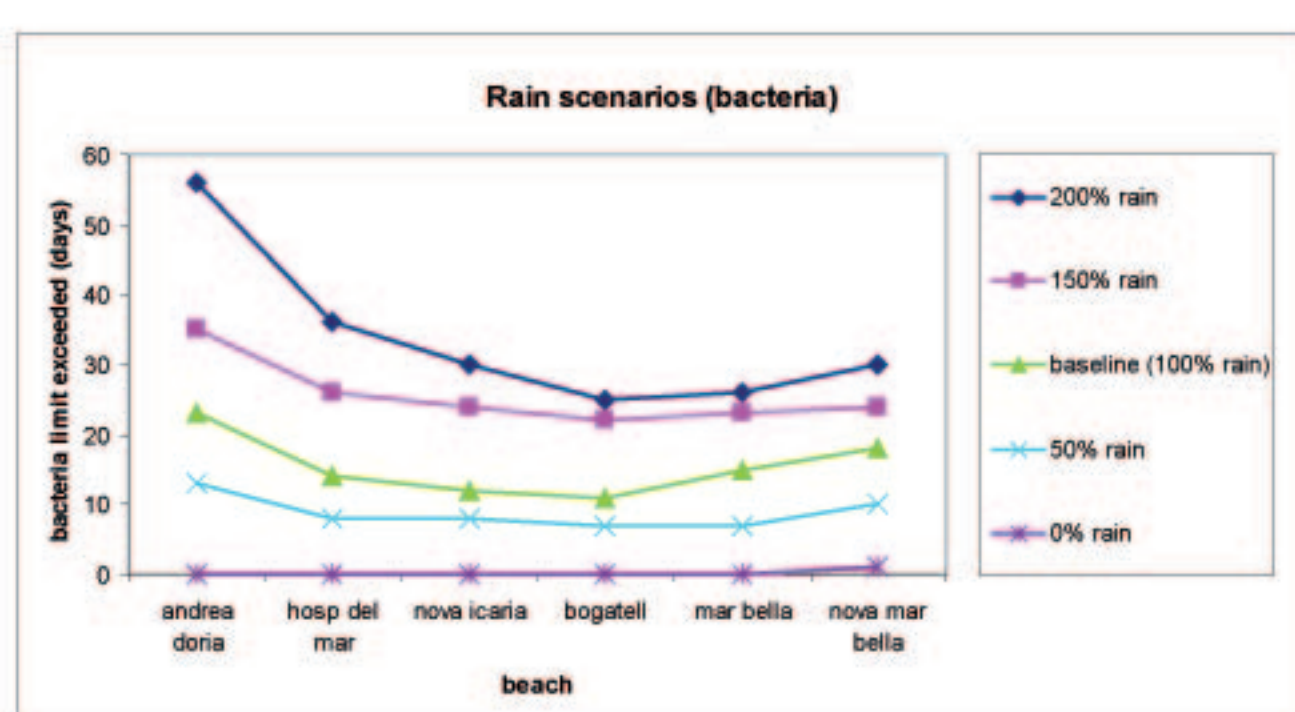 Rain scenarios (bacteria)
60
50
40
30
20
10
0
bacteria limit exceeded (days)
andrea doria
hosp del mar
nova icaria
bogatell
mar bella
nova mar bella
beach
200% rain
150% rain
baseline (100% rain)
50% rain
0% rain